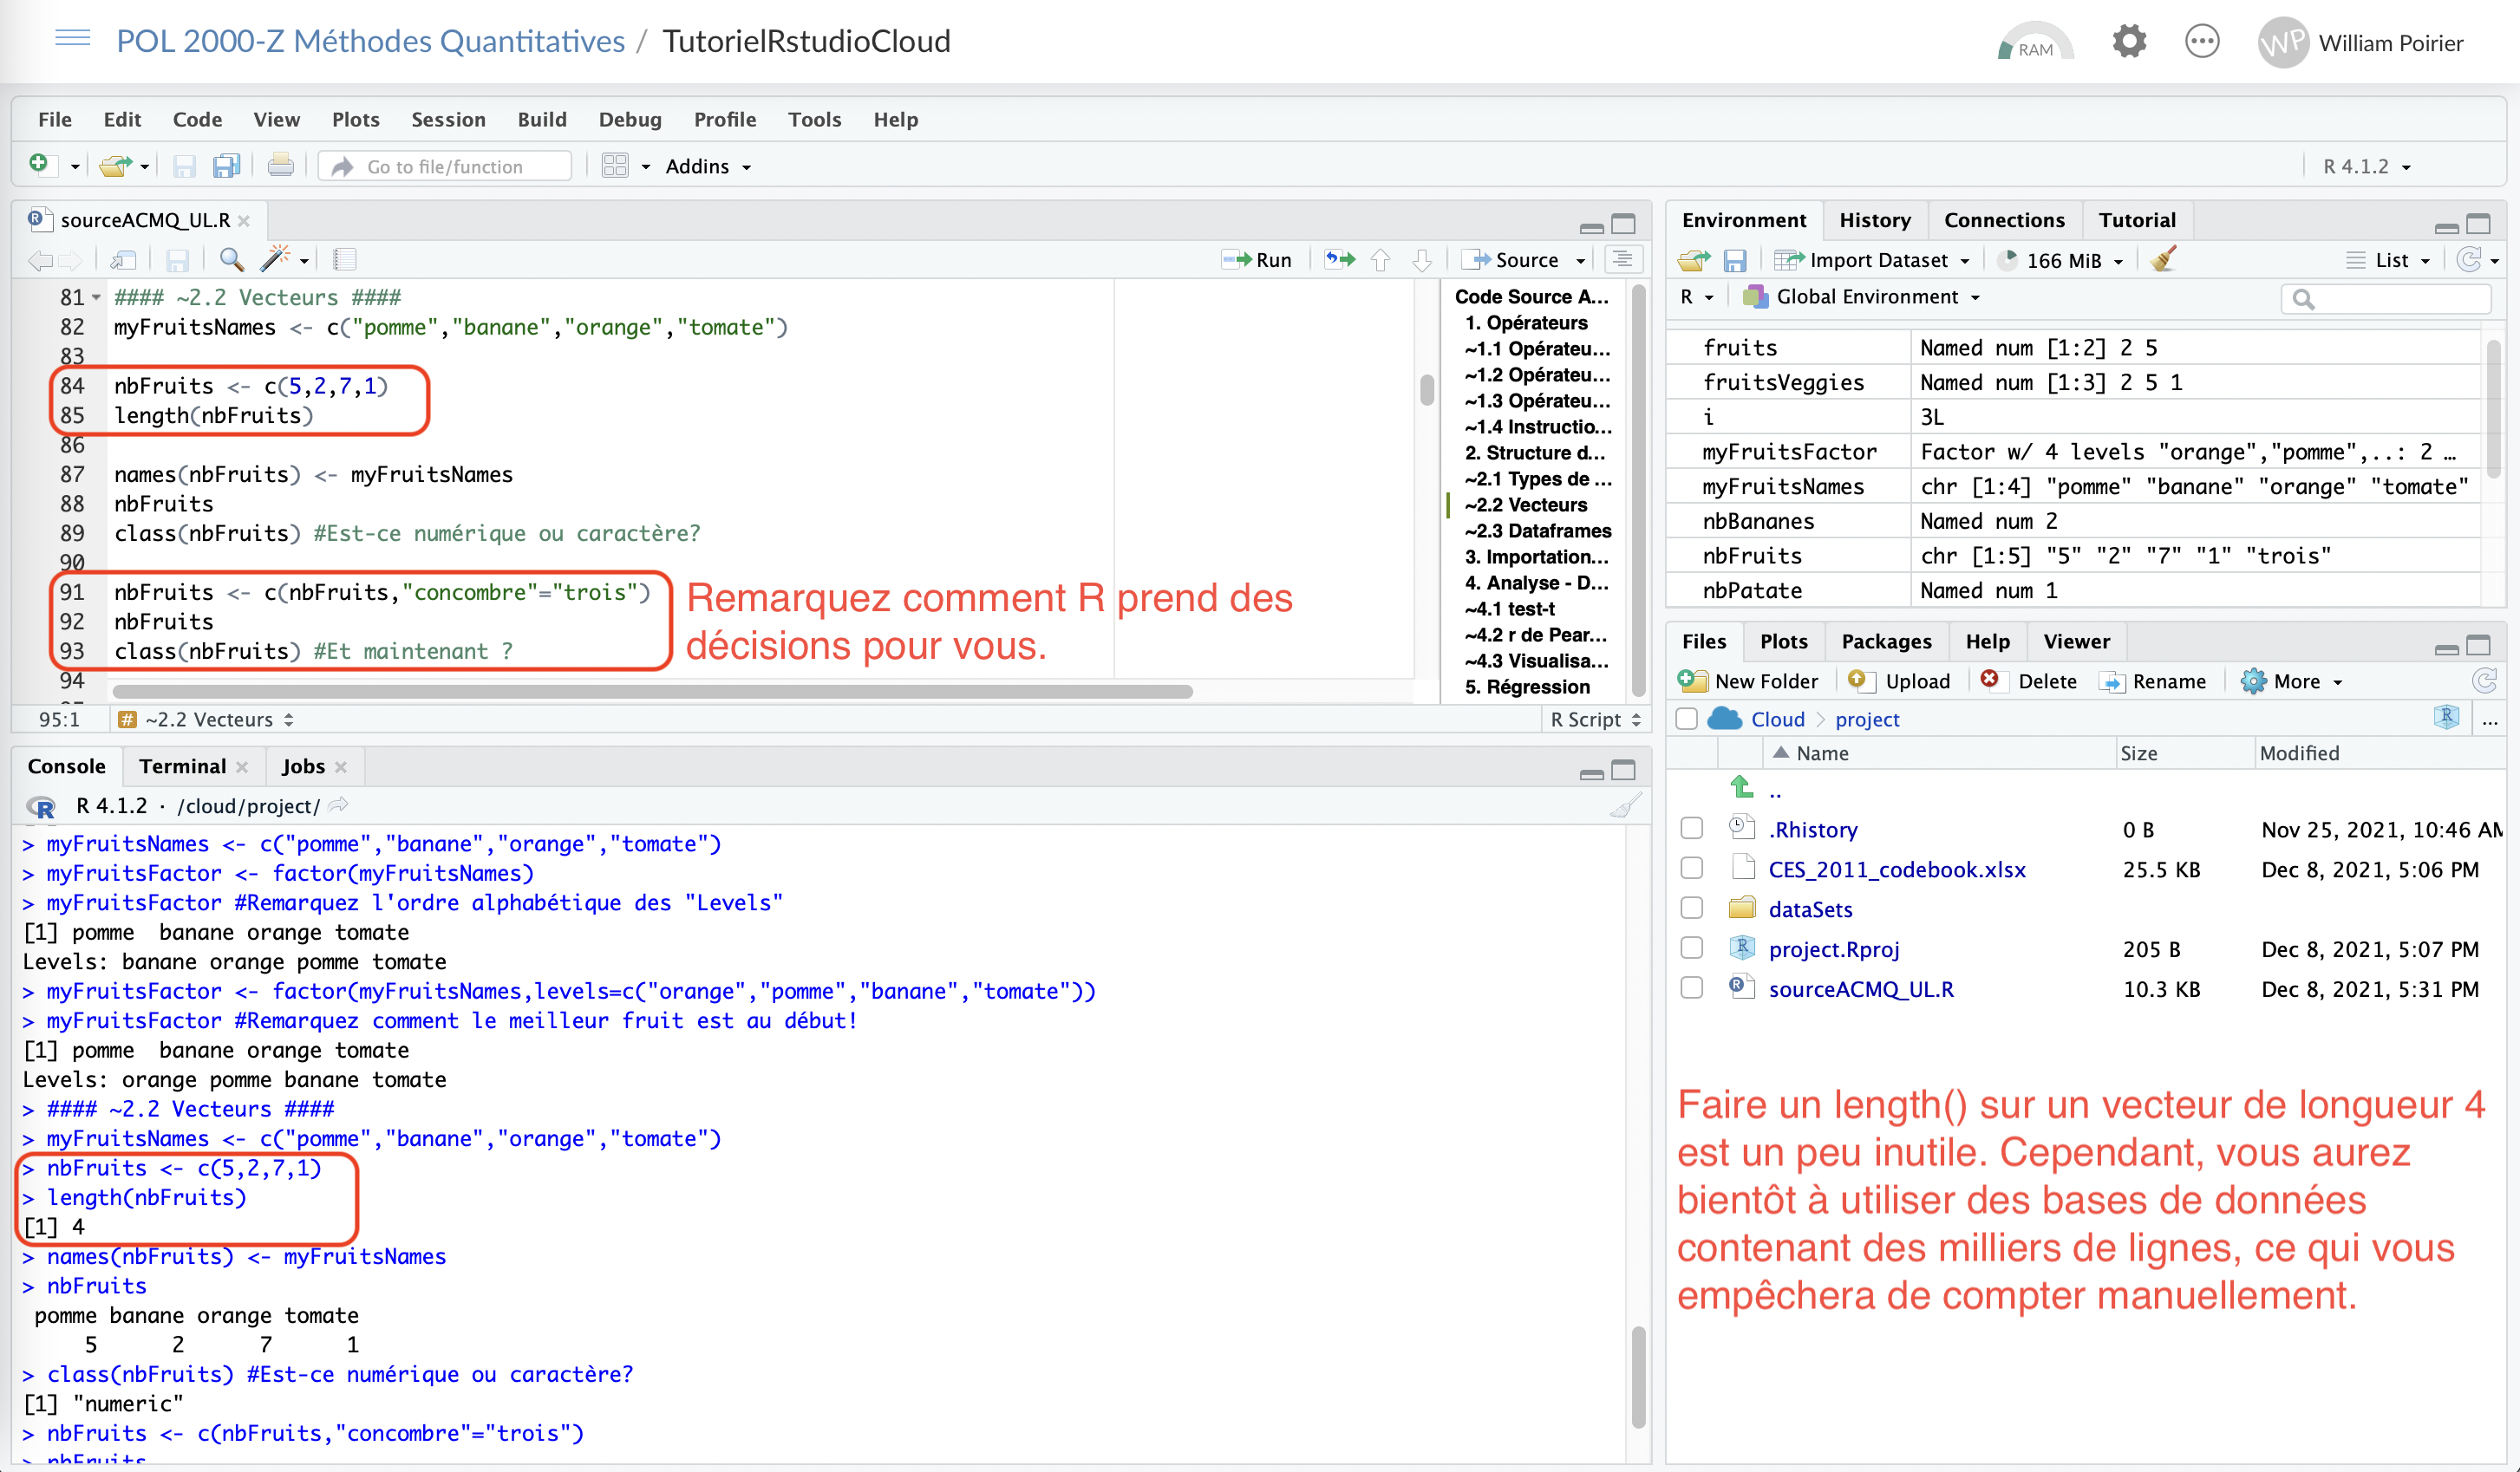 POL 2000-Z Méthodes Quantitatives / TutorielRstudioCloud
RAM
WP William Poirier
File Edit Code View Plots Session Build Debug Profile Tools Help
Go to file/function Addins R 4.1.2
sourceACMQ_UL.R
Run Source
81 #### ~2.2 Vecteurs ####
82 myFruitsNames <- c("pomme","banane","orange","tomate")
83
84 nbFruits <- c(5,2,7,1)
85 length(nbFruits)
86
87 names(nbFruits) <- myFruitsNames
88 nbFruits
89 class(nbFruits) #Est-ce numérique ou caractère?
90
91 nbFruits <- c(nbFruits,"concombre"="trois")
92 nbFruits
93 class(nbFruits) #Et maintenant ?
94
Remarquez comment R prend des
décisions pour vous.
Code Source A...
1. Opérateurs
~1.1 Opérateu...
~1.2 Opérateu...
~1.3 Opérateu...
~1.4 Instructio...
2. Structure d...
~2.1 Types de ...
~2.2 Vecteurs
~2.3 Dataframes
3. Importation...
4. Analyse - D...
~4.1 test-t
~4.2 r de Pear...
~4.3 Visualisa...
5. Régression
95:1 # ~2.2 Vecteurs R Script
Console Terminal Jobs
R 4.1.2 · /cloud/project/
> myFruitsNames <- c("pomme","banane","orange","tomate")
> myFruitsFactor <- factor(myFruitsNames)
> myFruitsFactor #Remarquez l'ordre alphabétique des "Levels"
[1] pomme  banane orange tomate
Levels: banane orange pomme tomate
> myFruitsFactor <- factor(myFruitsNames,levels=c("orange","pomme","banane","tomate"))
> myFruitsFactor #Remarquez comment le meilleur fruit est au début!
[1] pomme  banane orange tomate
Levels: orange pomme banane tomate
> #### ~2.2 Vecteurs ####
> myFruitsNames <- c("pomme","banane","orange","tomate")
> nbFruits <- c(5,2,7,1)
> length(nbFruits)
[1] 4
> names(nbFruits) <- myFruitsNames
> nbFruits
pomme banane orange tomate
5 2 7 1
> class(nbFruits) #Est-ce numérique ou caractère?
[1] "numeric"
> nbFruits <- c(nbFruits,"concombre"="trois")
> nbFruits
Environment History Connections Tutorial
Import Dataset 166 MiB List
R Global Environment
fruits Named num [1:2] 2 5
fruitsVeggies Named num [1:3] 2 5 1
i 3L
myFruitsFactor Factor w/ 4 levels "orange","pomme",..: 2 …
myFruitsNames chr [1:4] "pomme" "banane" "orange" "tomate"
nbBananes Named num 2
nbFruits chr [1:5] "5" "2" "7" "1" "trois"
nbPatate Named num 1
Files Plots Packages Help Viewer
New Folder Upload Delete Rename More
Cloud > project R ...
Name Size Modified
..
.Rhistory 0 B Nov 25, 2021, 10:46 AM
CES_2011_codebook.xlsx 25.5 KB Dec 8, 2021, 5:06 PM
dataSets
project.Rproj 205 B Dec 8, 2021, 5:07 PM
sourceACMQ_UL.R 10.3 KB Dec 8, 2021, 5:31 PM
Faire un length() sur un vecteur de longueur 4
est un peu inutile. Cependant, vous aurez
bientôt à utiliser des bases de données
contenant des milliers de lignes, ce qui vous
empêchera de compter manuellement.